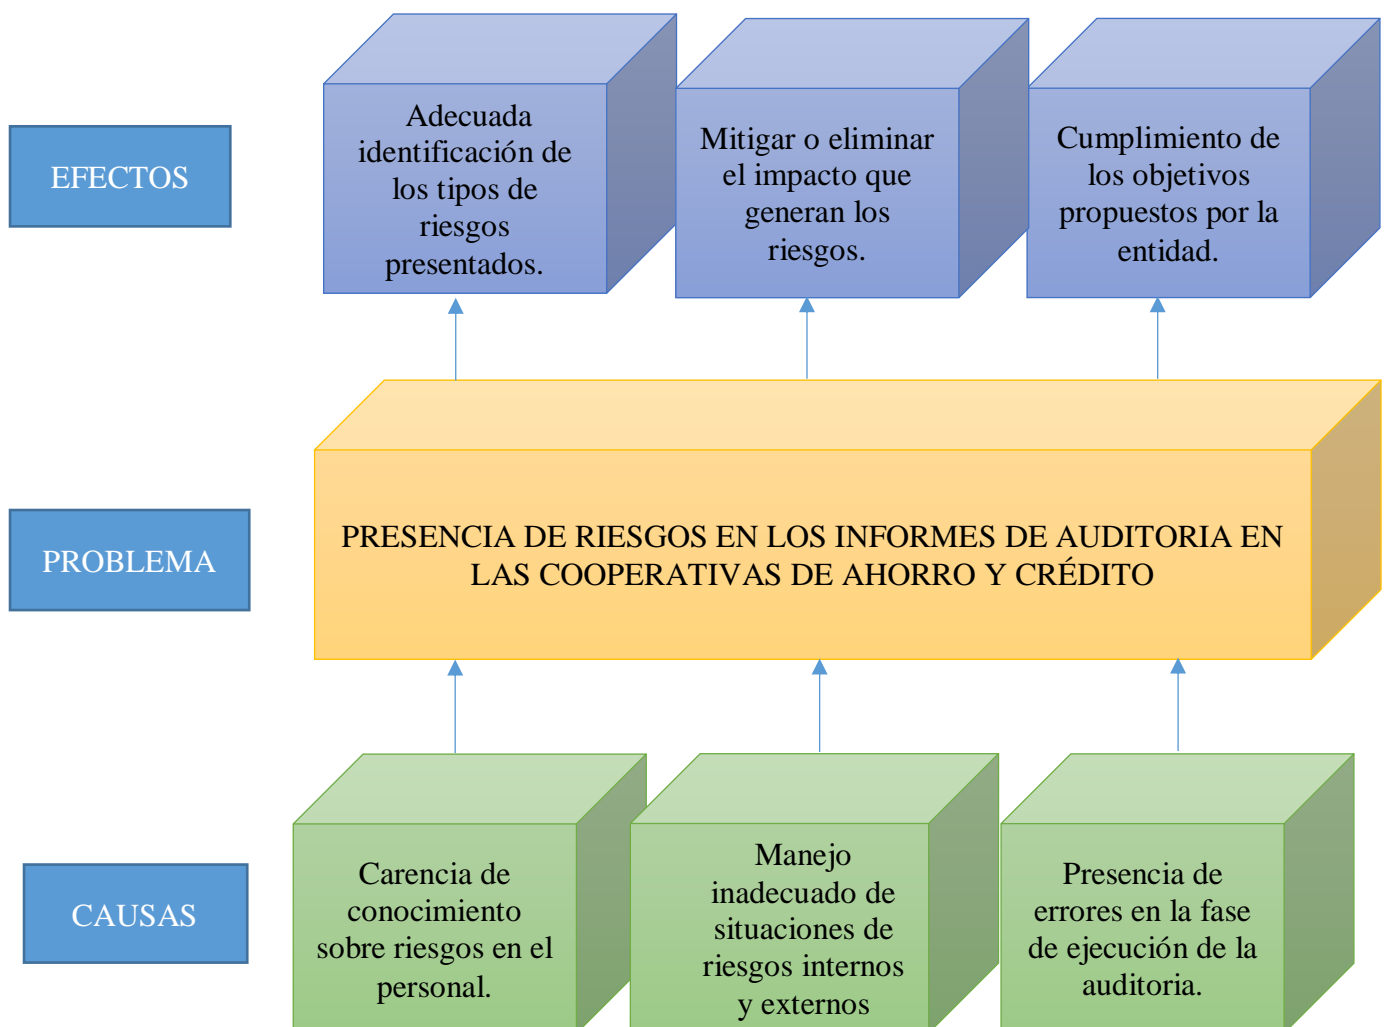 EFECTOS
Adecuada
identificación de
los tipos de
riesgos
presentados.
Mitigar o eliminar
el impacto que
generan los
riesgos.
Cumplimiento de
los objetivos
propuestos por la
entidad.
PROBLEMA
PRESENCIA DE RIESGOS EN LOS INFORMES DE AUDITORIA EN
LAS COOPERATIVAS DE AHORRO Y CRÉDITO
CAUSAS
Carencia de
conocimiento
sobre riesgos en el
personal.
Manejo
inadecuado de
situaciones de
riesgos internos
y externos
Presencia de
errores en la fase
de ejecución de la
auditoria.